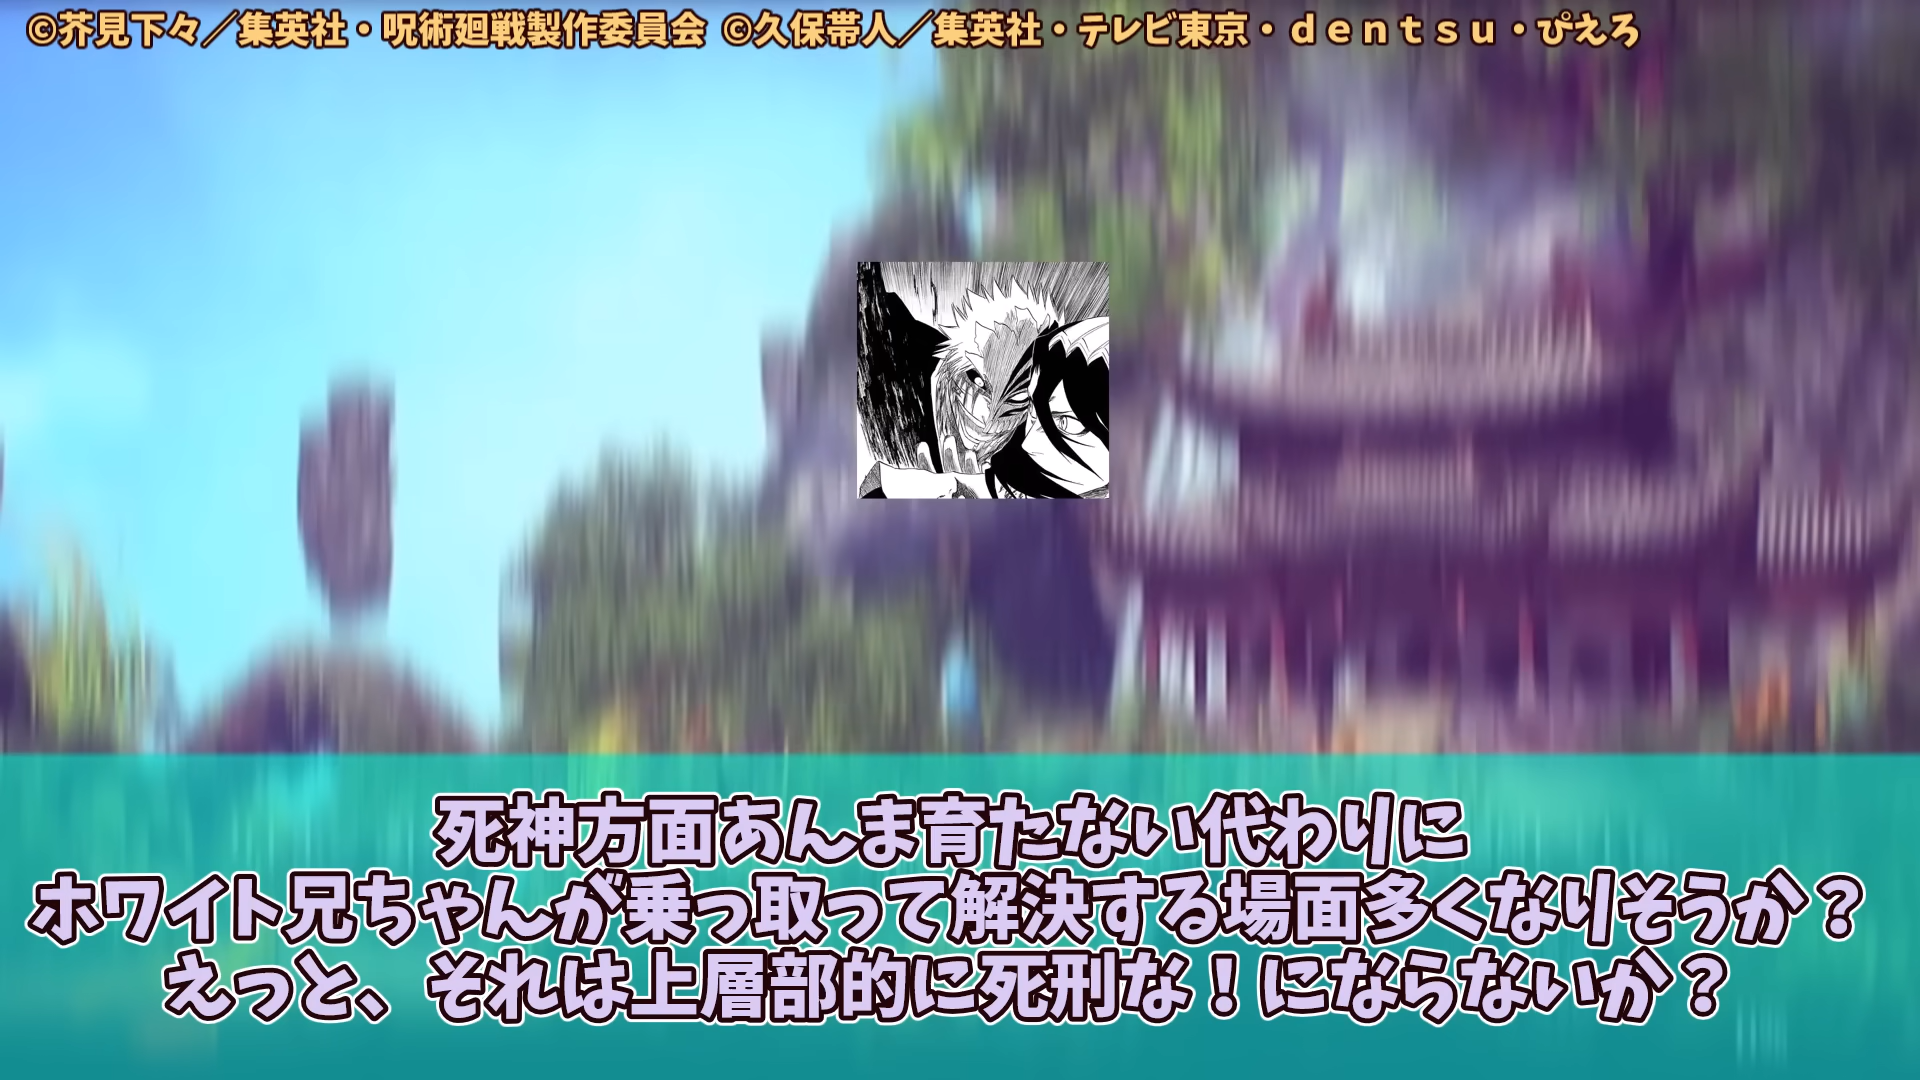 ©芥見下々／集英社・呪術廻戦製作委員会 ©久保帯人／集英社・テレビ東京・ｄｅｎｔｓｕ・ぴえろ
死神方面あんま育たない代わりに
ホワイト兄ちゃんが乗っ取って解決する場面多くなりそうか？
えっと、それは上層部的に死刑な！にならないか？